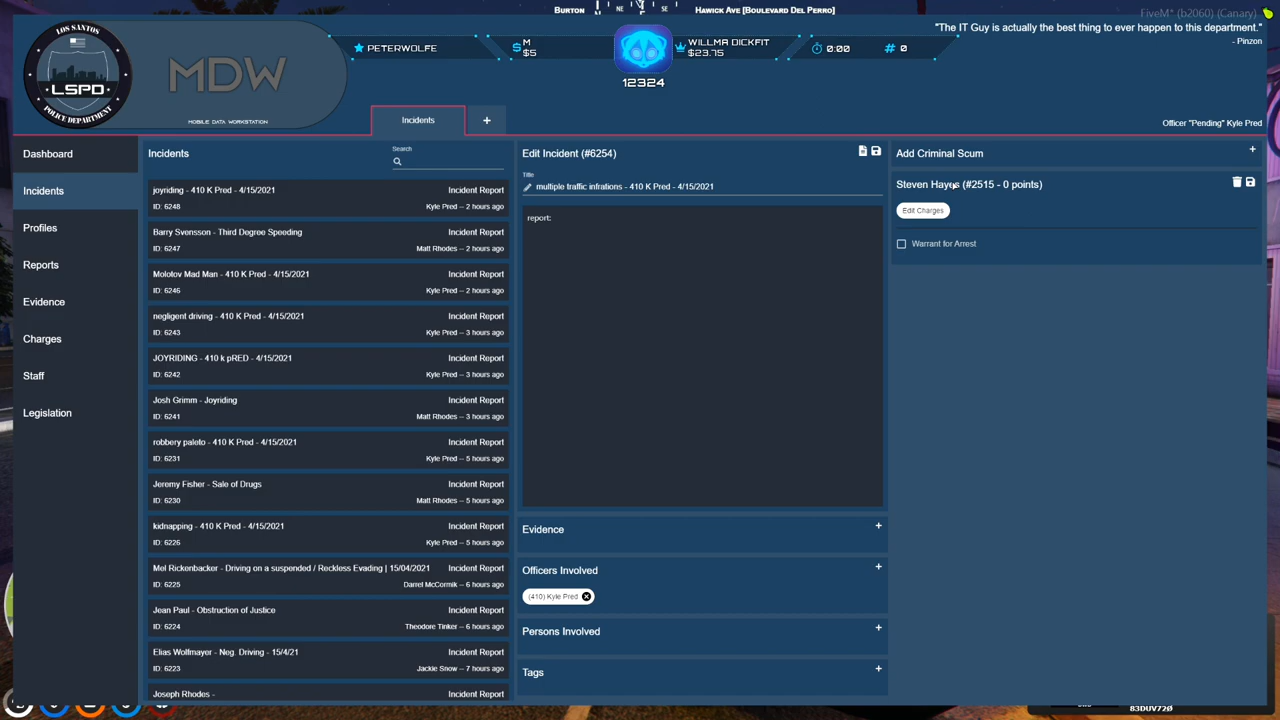 BURTON
NE
SE
HAWICK AVE [BOULEVARD DEL PERRO]
FiveM* (b2060) (Canary)
"The IT Guy is actually the best thing to ever happen to this department."
- Pinzon
LOS SANTOS
LSPD
POLICE DEPARTMENT
MDW
MOBILE DATA WORKSTATION
PETERWOLFE
M
$5
12324
WILLMA DICKFIT
$23.75
0:00
# 0
Incidents
+
Officer "Pending" Kyle Pred
Dashboard
Incidents
Profiles
Reports
Evidence
Charges
Staff
Legislation
Incidents
Search
joyriding - 410 K Pred - 4/15/2021 Incident Report
ID: 6248 Kyle Pred -- 2 hours ago
Barry Svensson - Third Degree Speeding Incident Report
ID: 6247 Matt Rhodes -- 2 hours ago
Molotov Mad Man - 410 K Pred - 4/15/2021 Incident Report
ID: 6246 Kyle Pred -- 2 hours ago
negligent driving - 410 K Pred - 4/15/2021 Incident Report
ID: 6243 Kyle Pred -- 3 hours ago
JOYRIDING - 410 k pRED - 4/15/2021 Incident Report
ID: 6242 Kyle Pred -- 3 hours ago
Josh Grimm - Joyriding Incident Report
ID: 6241 Matt Rhodes -- 3 hours ago
robbery paleto - 410 K Pred - 4/15/2021 Incident Report
ID: 6231 Kyle Pred -- 5 hours ago
Jeremy Fisher - Sale of Drugs Incident Report
ID: 6230 Matt Rhodes -- 5 hours ago
kidnapping - 410 K Pred - 4/15/2021 Incident Report
ID: 6226 Kyle Pred -- 5 hours ago
Mel Rickenbacker - Driving on a suspended / Reckless Evading | 15/04/2021 Incident Report
ID: 6225 Darrel McCormik -- 6 hours ago
Jean Paul - Obstruction of Justice Incident Report
ID: 6224 Theodore Tinker -- 6 hours ago
Elias Wolfmayer - Neg. Driving - 15/4/21 Incident Report
ID: 6223 Jackie Snow -- 7 hours ago
Joseph Rhodes - Incident Report
Edit Incident (#6254)
Title
multiple traffic infrations - 410 K Pred - 4/15/2021
report:
Evidence +
Officers Involved +
(410) Kyle Pred
Persons Involved +
Tags +
Add Criminal Scum +
Steven Hayes (#2515 - 0 points)
Edit Charges
Warrant for Arrest
83DUV72Ø